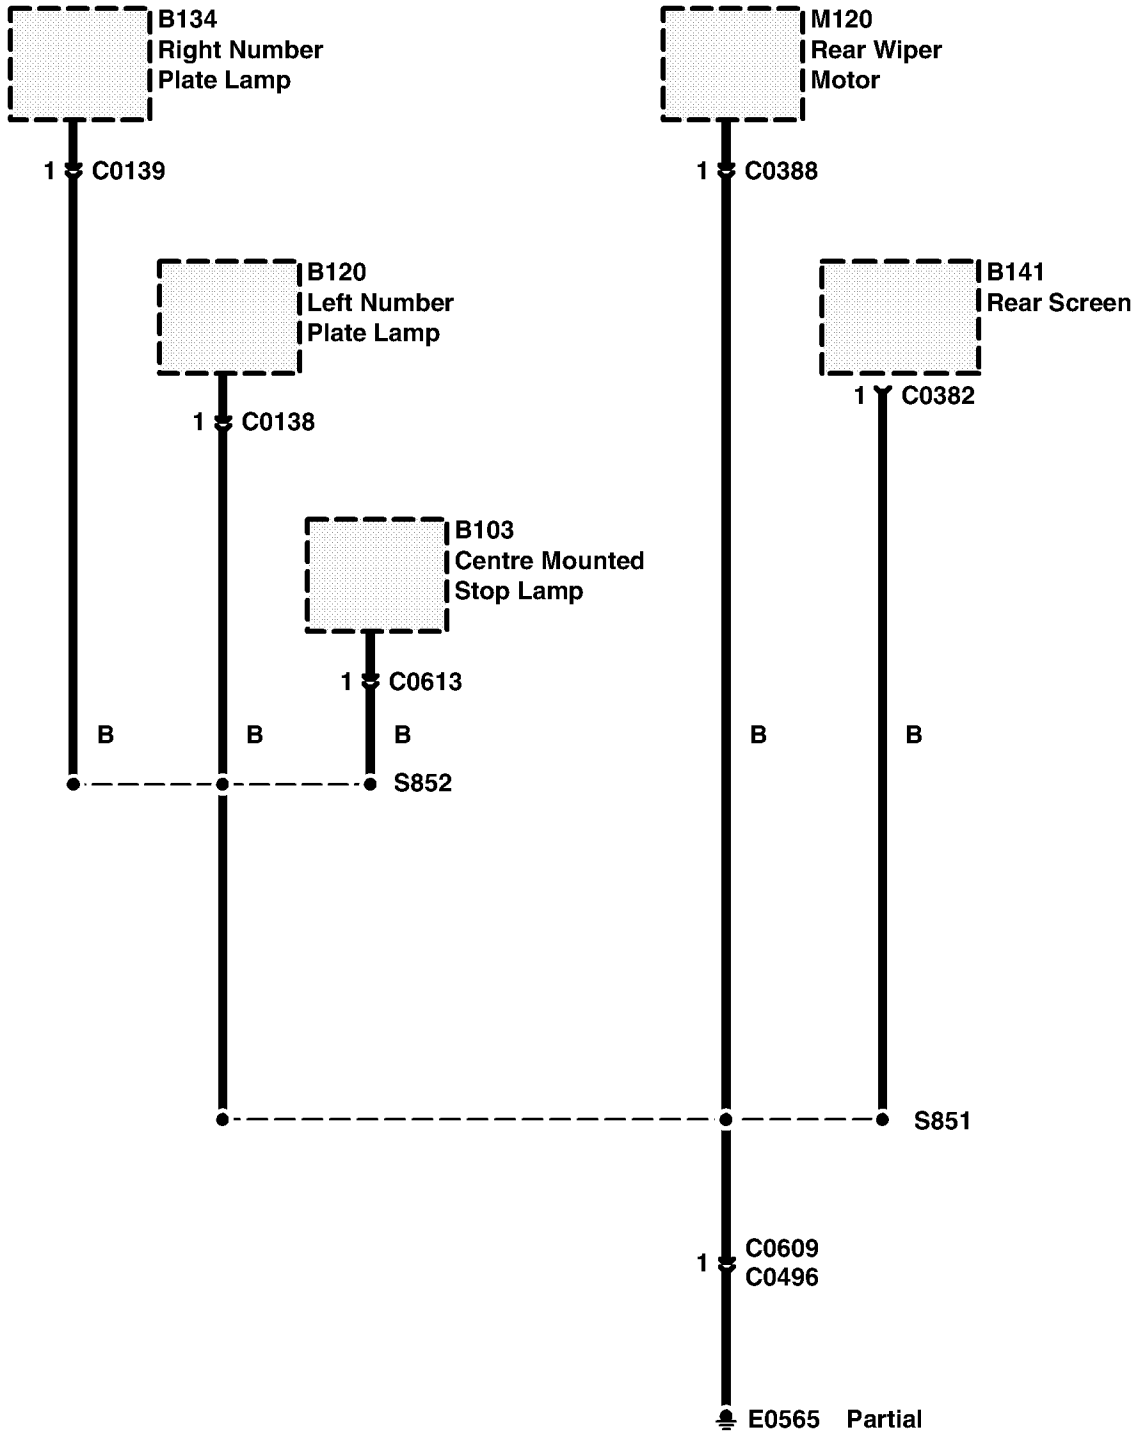 B134
Right Number
Plate Lamp
M120
Rear Wiper
Motor
1 C0139
1 C0388
B120
Left Number
Plate Lamp
B141
Rear Screen
1 C0382
1 C0138
B103
Centre Mounted
Stop Lamp
1 C0613
B B B B B
S852
S851
1 C0609
C0496
E0565 Partial